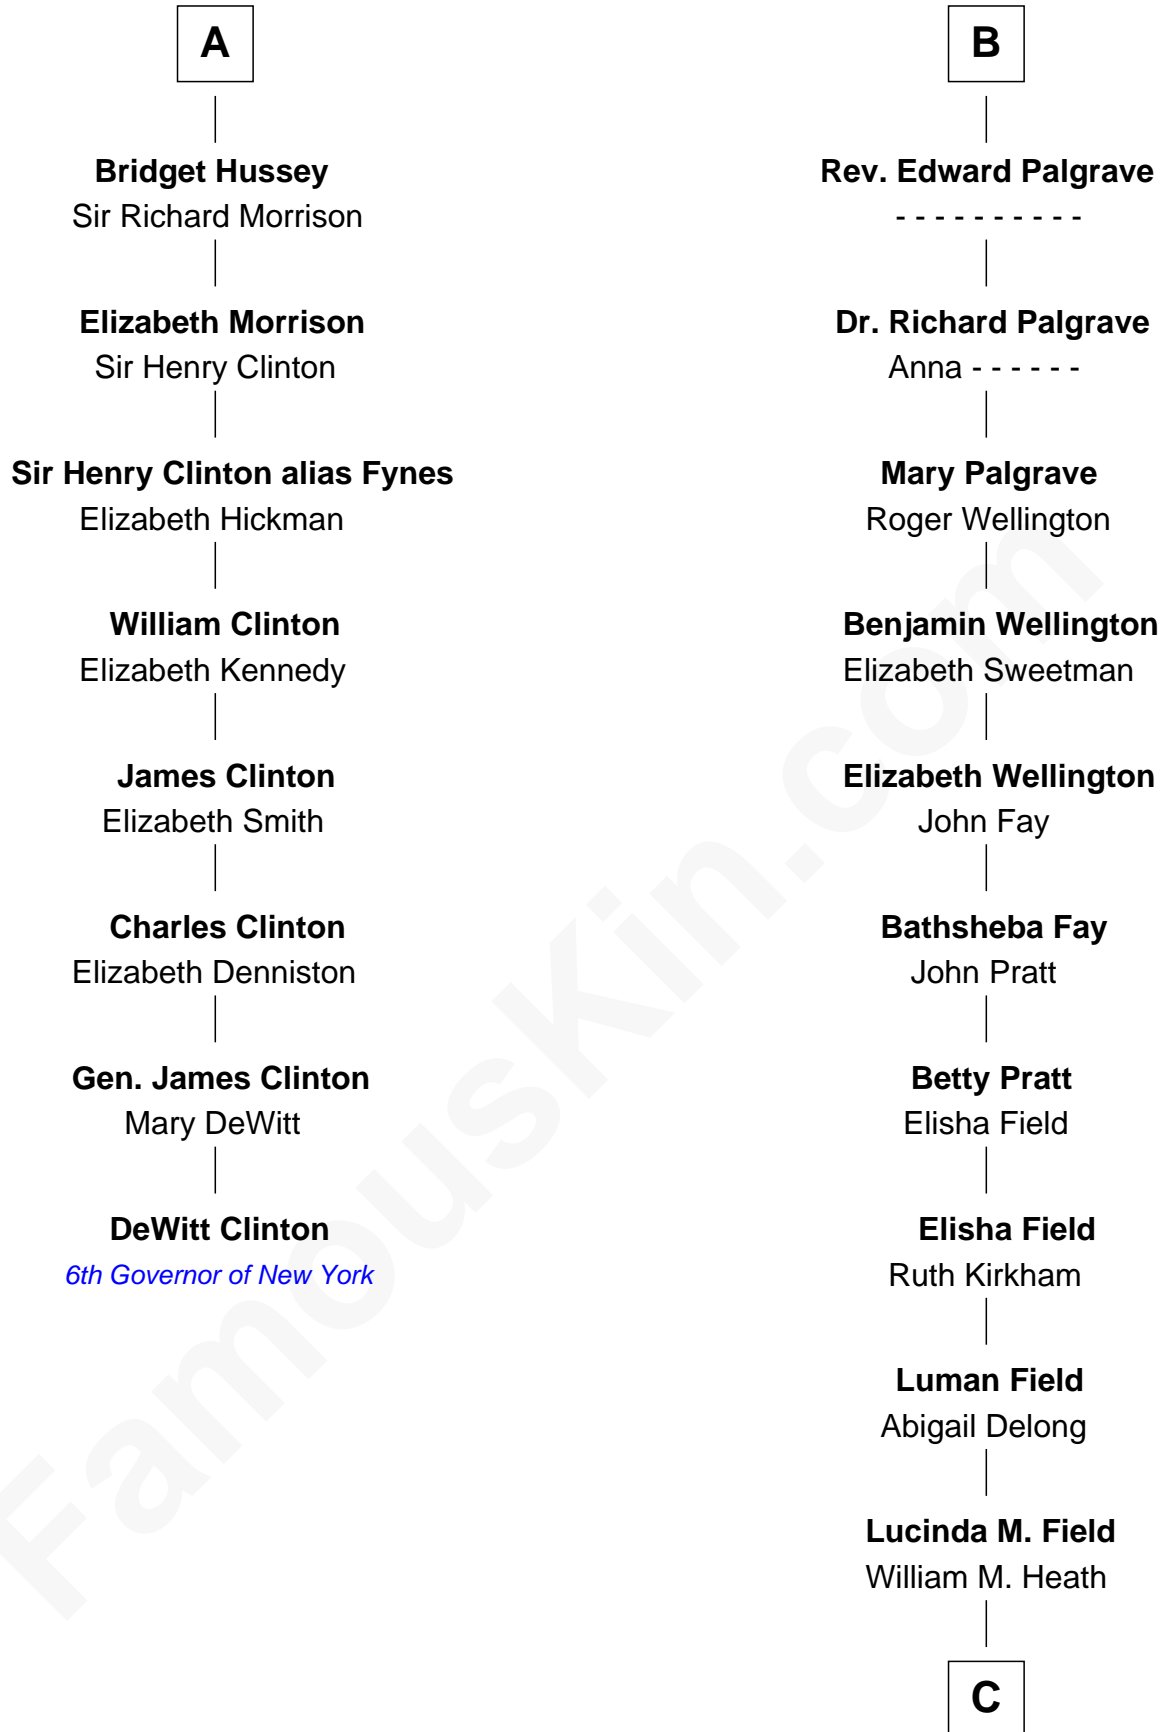 A
Bridget Hussey
Sir Richard Morrison
Elizabeth Morrison
Sir Henry Clinton
Sir Henry Clinton alias Fynes
Elizabeth Hickman
William Clinton
Elizabeth Kennedy
James Clinton
Elizabeth Smith
Charles Clinton
Elizabeth Denniston
Gen. James Clinton
Mary DeWitt
DeWitt Clinton
6th Governor of New York
B
Rev. Edward Palgrave
- - - - - - - - - -
Dr. Richard Palgrave
Anna - - - - - -
Mary Palgrave
Roger Wellington
Benjamin Wellington
Elizabeth Sweetman
Elizabeth Wellington
John Fay
Bathsheba Fay
John Pratt
Betty Pratt
Elisha Field
Elisha Field
Ruth Kirkham
Luman Field
Abigail Delong
Lucinda M. Field
William M. Heath
C
FamousKin.com